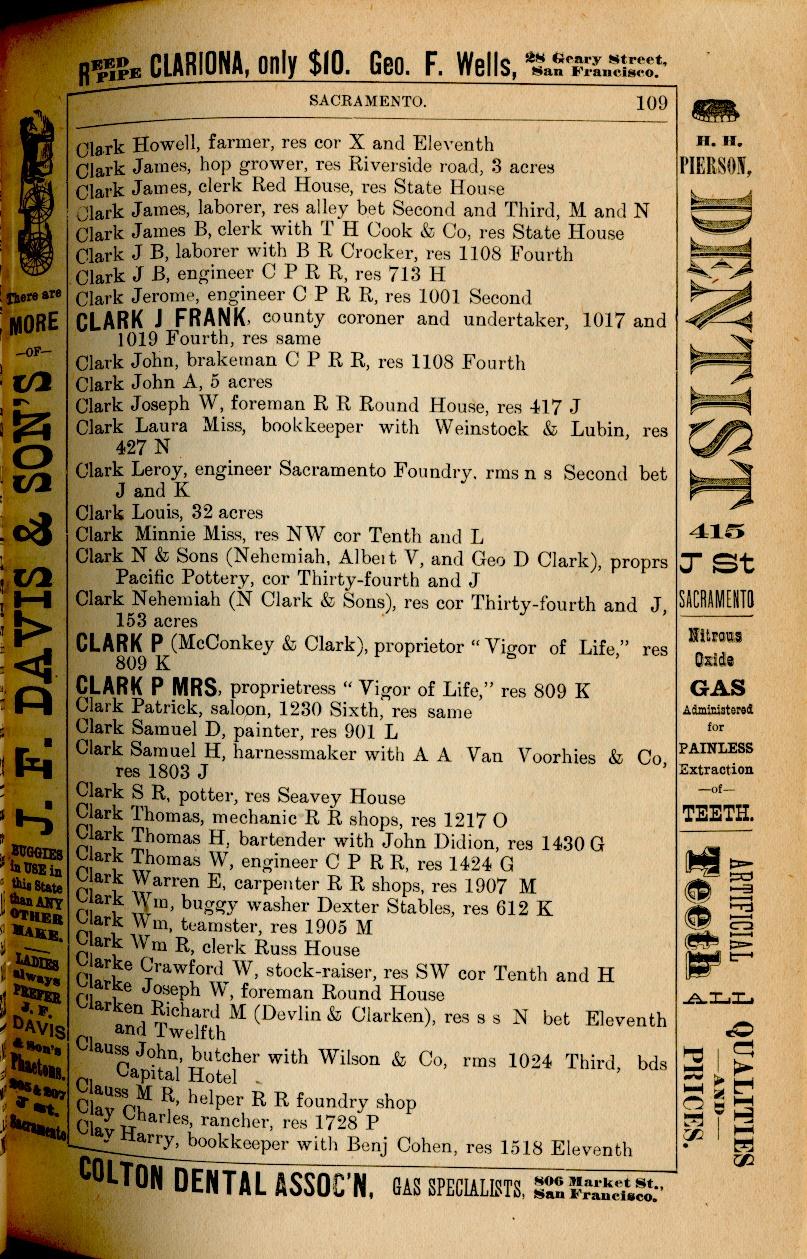 REED PIPE CLARIONA, only $10. Geo. F. Wells, 28 Geary Street, San Francisco.
SACRAMENTO. 109
Clark Howell, farmer, res cor X and Eleventh
Clark James, hop grower, res Riverside road, 3 acres
Clark James, clerk Red House, res State House
Clark James, laborer, res alley bet Second and Third, M and N
Clark James B, clerk with T H Cook & Co, res State House
Clark J B, laborer with B R Crocker, res 1108 Fourth
Clark J B, engineer C P R R, res 713 H
Clark Jerome, engineer C P R R, res 1001 Second
CLARK J FRANK, county coroner and undertaker, 1017 and
1019 Fourth, res same
Clark John, brakeman C P R R, res 1108 Fourth
Clark John A, 5 acres
Clark Joseph W, foreman R R Round House, res 417 J
Clark Laura Miss, bookkeeper with Weinstock & Lubin, res
427 N
Clark Leroy, engineer Sacramento Foundry, rms n s Second bet
J and K
Clark Louis, 32 acres
Clark Minnie Miss, res NW cor Tenth and L
Clark N & Sons (Nehemiah, Albert V, and Geo D Clark), proprs
Pacific Pottery, cor Thirty-fourth and J
Clark Nehemiah (N Clark & Sons), res cor Thirty-fourth and J,
153 acres
CLARK P (McConkey & Clark), proprietor “Vigor of Life,” res
809 K
CLARK P MRS, proprietress “Vigor of Life,” res 809 K
Clark Patrick, saloon, 1230 Sixth, res same
Clark Samuel D, painter, res 901 L
Clark Samuel H, harnessmaker with A A Van Voorhies & Co,
res 1803 J
Clark S R, potter, res Seavey House
Clark Thomas, mechanic R R shops, res 1217 O
Clark Thomas H, bartender with John Didion, res 1430 G
Clark Thomas W, engineer C P R R, res 1424 G
Clark Warren E, carpenter R R shops, res 1907 M
Clark Wm, buggy washer Dexter Stables, res 612 K
Clark Wm, teamster, res 1905 M
Clark Wm R, clerk Russ House
Clarke Crawford W, stock-raiser, res SW cor Tenth and H
Clarke Joseph W, foreman Round House
Clarken Richard M (Devlin & Clarken), res s s N bet Eleventh
and Twelfth
Clauss John, butcher with Wilson & Co, rms 1024 Third, bds
Capital Hotel
Clauss M R, helper R R foundry shop
Clay Charles, rancher, res 1728 P
Clay Harry, bookkeeper with Benj Cohen, res 1518 Eleventh
COLTON DENTAL ASSOC'N, GAS SPECIALISTS, 806 Market St., San Francisco.
There are
MORE
—OF—
J. F. DAVIS & SON'S
BUGGIES
in USE in
this State
than ANY
OTHER
MAKE.
LADIES
always
PREFER
J. F.
DAVIS
& Son's
Phaetons.
205 & 207
J st.
Sacramento
H. H.
PIERSON,
DENTIST
415
J St
SACRAMENTO
Nitrous
Oxide
GAS
Administered
for
PAINLESS
Extraction
—of—
TEETH.
ARTIFICIAL
Teeth
ALL
QUALITIES
—AND—
PRICES.